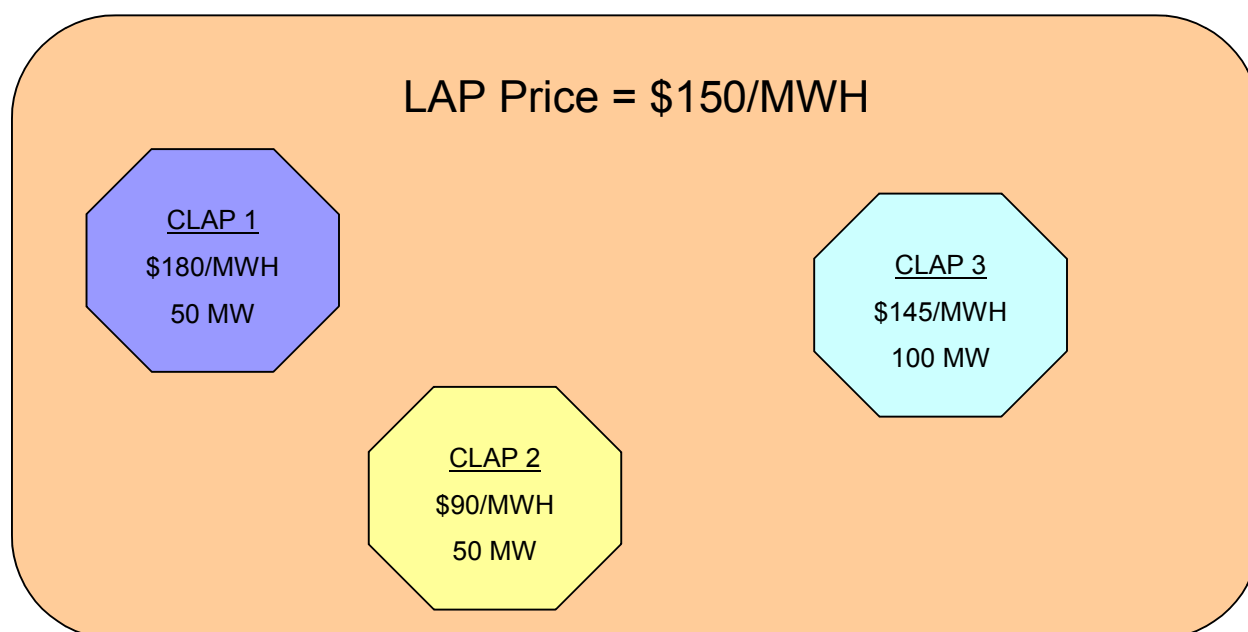 LAP Price = $150/MWH
CLAP 1
$180/MWH
50 MW
CLAP 3
$145/MWH
100 MW
CLAP 2
$90/MWH
50 MW